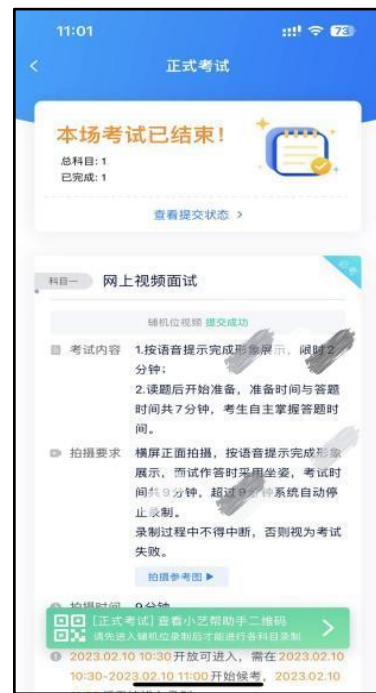 11:01
73
正式考试
本场考试已结束！
总科目：1
已完成：1
查看提交状态 >
科目一 网上视频面试
辅机位视频 提交成功
考试内容 1.按语音提示完成形象展示，限时2
分钟；
2.读题后开始准备，准备时间与答题
时间共7分钟，考生自主掌握答题时
间。
拍摄要求 横屏正面拍摄，按语音提示完成形象
展示，面试作答时采用坐姿，考试时
间共9分钟，超过9分钟系统自动停
止录制。
录制过程中不得中断，否则视为考试
失败。
拍摄参考图
拍摄时间 9分钟
[正式考试] 查看小艺帮助手二维码
请先进入辅机位录制后才能进行各科目录制
2023.02.10 10:30开放可进入，需在2023.02.10
10:30-2023.02.10 11:00开始候考，2023.02.10